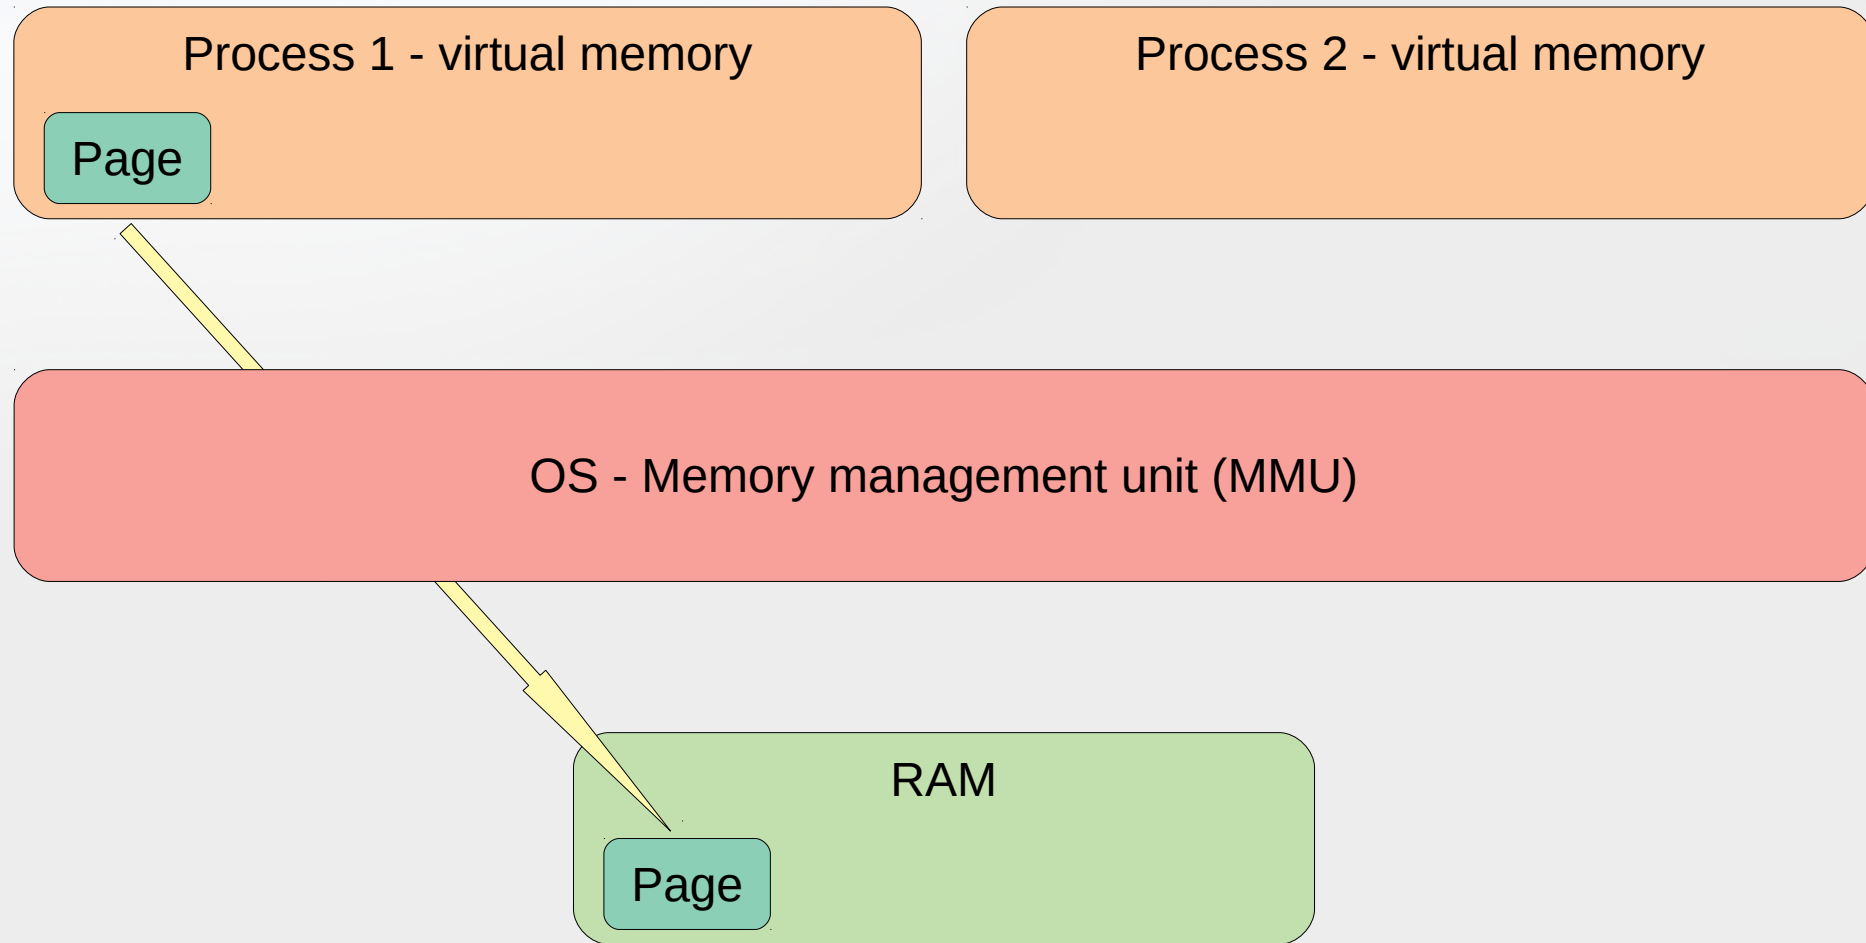 Process 1 - virtual memory
Process 2 - virtual memory
Page
OS - Memory management unit (MMU)
RAM
Page